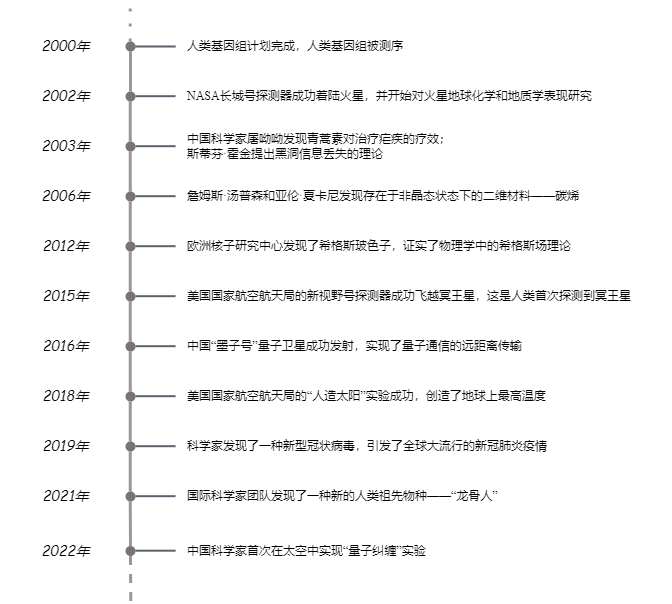 2000年 人类基因组计划完成，人类基因组被测序
2002年 NASA长城号探测器成功着陆火星，并开始对火星地球化学和地质学表现研究
2003年 中国科学家屠呦呦发现青蒿素对治疗疟疾的疗效；
斯蒂芬·霍金提出黑洞信息丢失的理论
2006年 詹姆斯·汤普森和亚伦·夏卡尼发现存在于非晶态状态下的二维材料——碳烯
2012年 欧洲核子研究中心发现了希格斯玻色子，证实了物理学中的希格斯场理论
2015年 美国国家航空航天局的新视野号探测器成功飞越冥王星，这是人类首次探测到冥王星
2016年 中国“墨子号”量子卫星成功发射，实现了量子通信的远距离传输
2018年 美国国家航空航天局的“人造太阳”实验成功，创造了地球上最高温度
2019年 科学家发现了一种新型冠状病毒，引发了全球大流行的新冠肺炎疫情
2021年 国际科学家团队发现了一种新的人类祖先物种——“龙骨人”
2022年 中国科学家首次在太空中实现“量子纠缠”实验